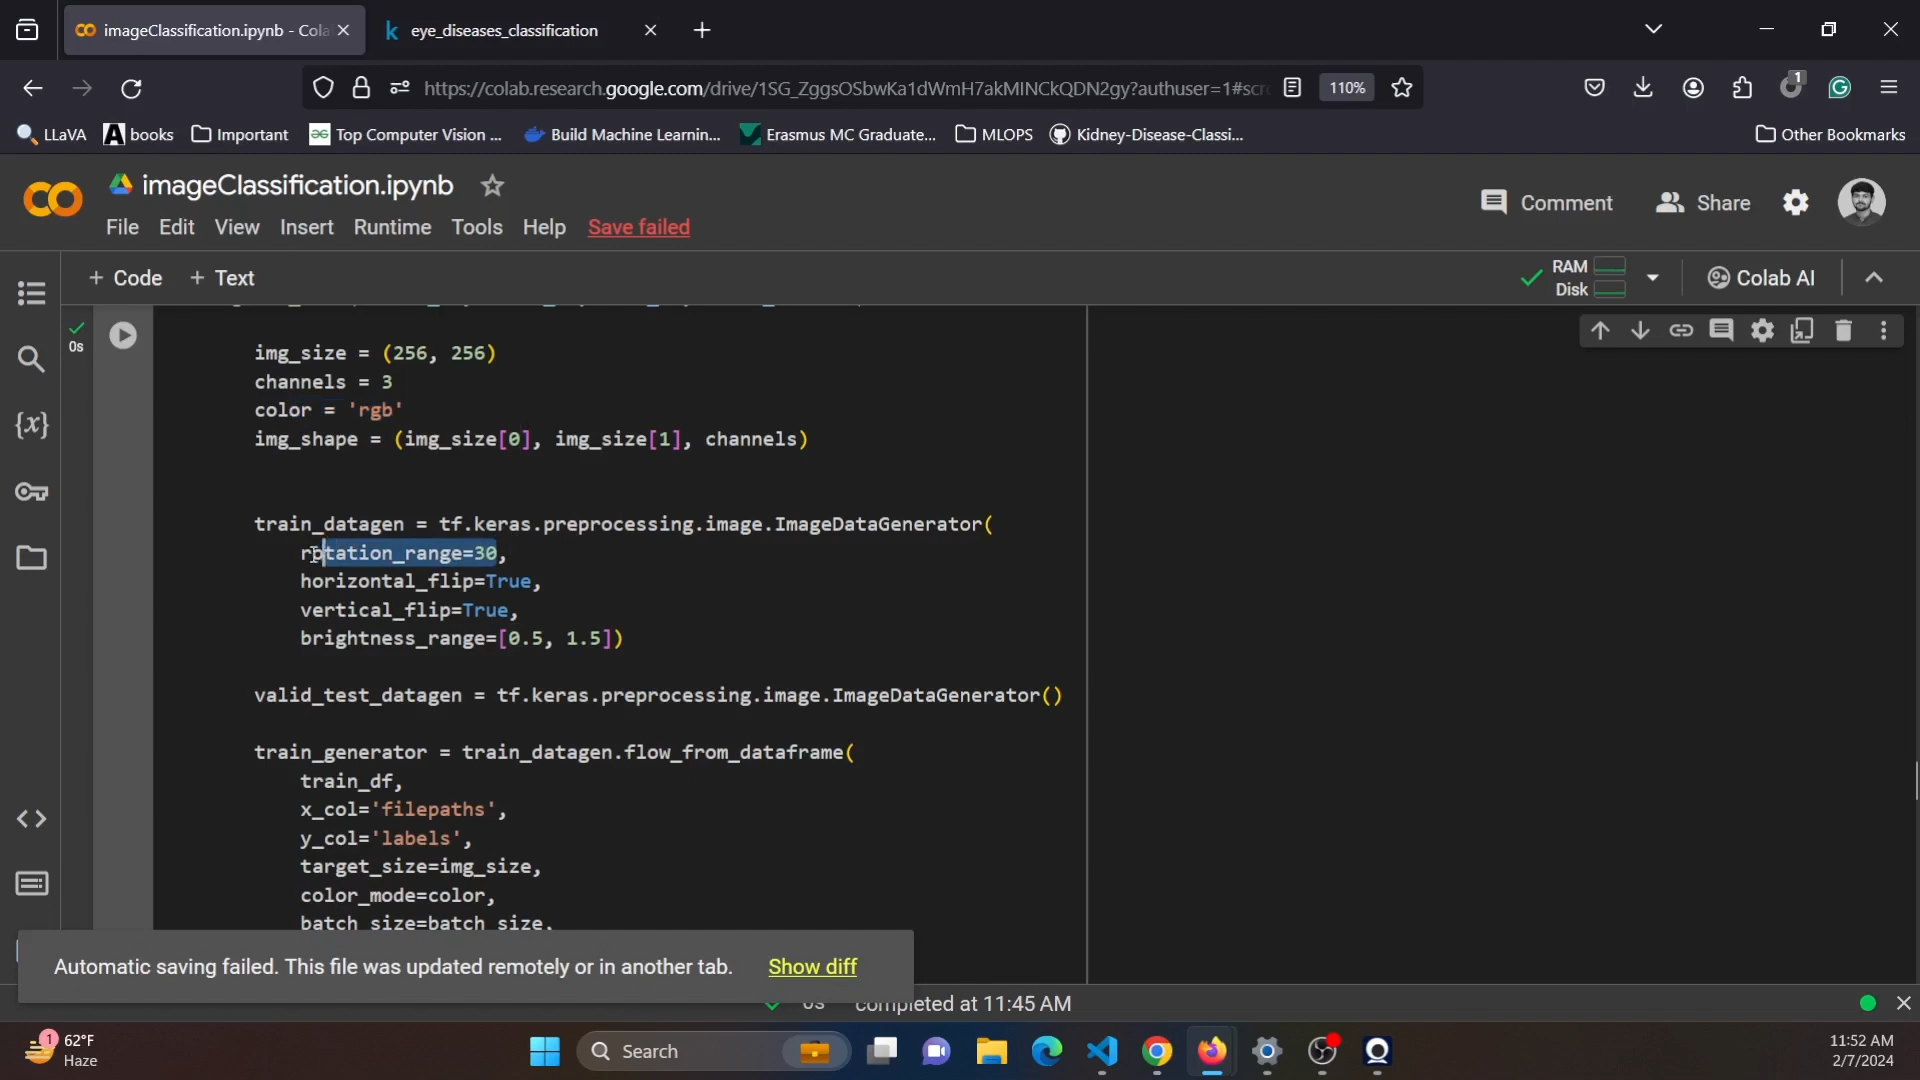 imageClassification.ipynb - Cola
eye_diseases_classification
https://colab.research.google.com/drive/1SG_ZggsOSbwKa1dWmH7akMINCkQDN2gy?authuser=1#scro
110%
1
LLaVA
books
Important
Top Computer Vision ...
Build Machine Learnin...
Erasmus MC Graduate...
MLOPS
Kidney-Disease-Classi...
Other Bookmarks
imageClassification.ipynb
Comment
Share
File Edit View Insert Runtime Tools Help Save failed
+ Code + Text
RAM
Disk
Colab AI
0s
img_size = (256, 256)
channels = 3
color = 'rgb'
img_shape = (img_size[0], img_size[1], channels)
train_datagen = tf.keras.preprocessing.image.ImageDataGenerator(
rotation_range=30,
horizontal_flip=True,
vertical_flip=True,
brightness_range=[0.5, 1.5])
valid_test_datagen = tf.keras.preprocessing.image.ImageDataGenerator()
train_generator = train_datagen.flow_from_dataframe(
train_df,
x_col='filepaths',
y_col='labels',
target_size=img_size,
color_mode=color,
batch_size=batch_size,
Automatic saving failed. This file was updated remotely or in another tab. Show diff
0s completed at 11:45 AM
1
62°F
Haze
Search
11:52 AM
2/7/2024